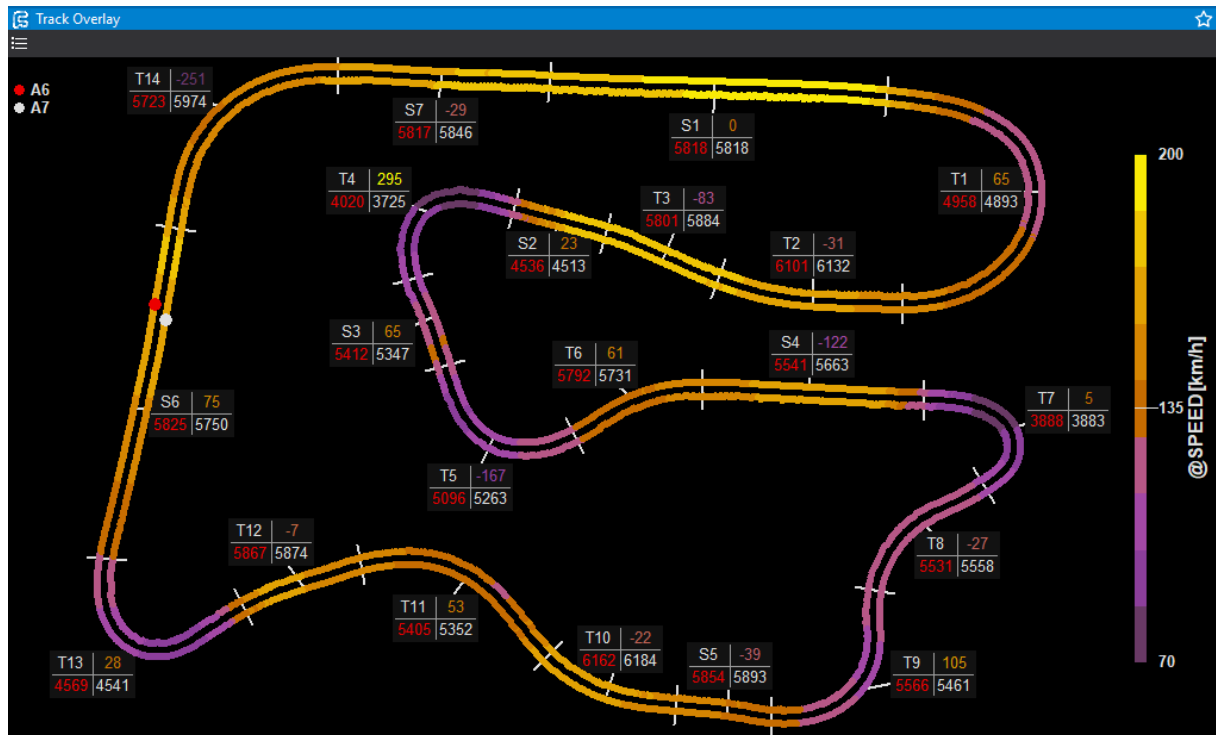 Track Overlay
A6
A7
T14 -251
5723 5974
S7 -29
5817 5846
S1 0
5818 5818
T4 295
4020 3725
T3 -83
5801 5884
T1 65
4958 4893
S2 23
4536 4513
T2 -31
6101 6132
S3 65
5412 5347
T6 61
5792 5731
S4 -122
5541 5663
S6 75
5825 5750
T7 5
3888 3883
T5 -167
5096 5263
T12 -7
5867 5874
T8 -27
5531 5558
T11 53
5405 5352
T10 -22
6162 6184
S5 -39
5854 5893
T13 28
4569 4541
T9 105
5566 5461
200
135
70
@SPEED[km/h]